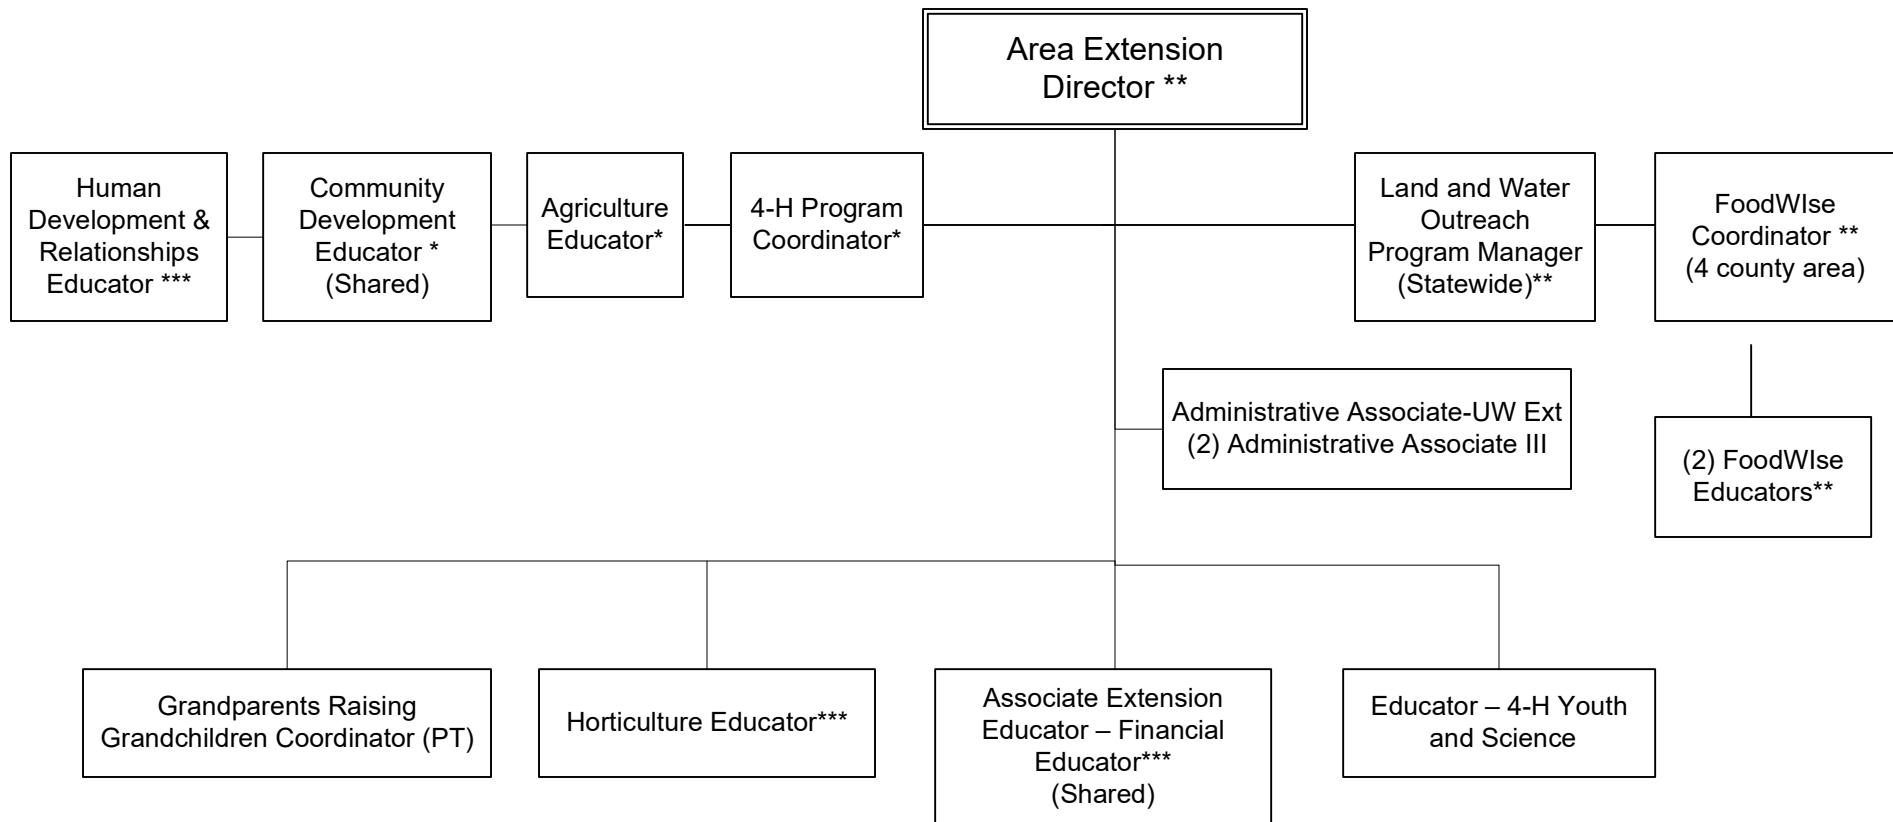 Area Extension
Director **
Human
Development &
Relationships
Educator ***
Community
Development
Educator *
(Shared)
Agriculture
Educator*
4-H Program
Coordinator*
Land and Water
Outreach
Program Manager
(Statewide)**
FoodWIse
Coordinator **
(4 county area)
Administrative Associate-UW Ext
(2) Administrative Associate III
(2) FoodWIse
Educators**
Grandparents Raising
Grandchildren Coordinator (PT)
Horticulture Educator***
Associate Extension
Educator – Financial
Educator***
(Shared)
Educator – 4-H Youth
and Science